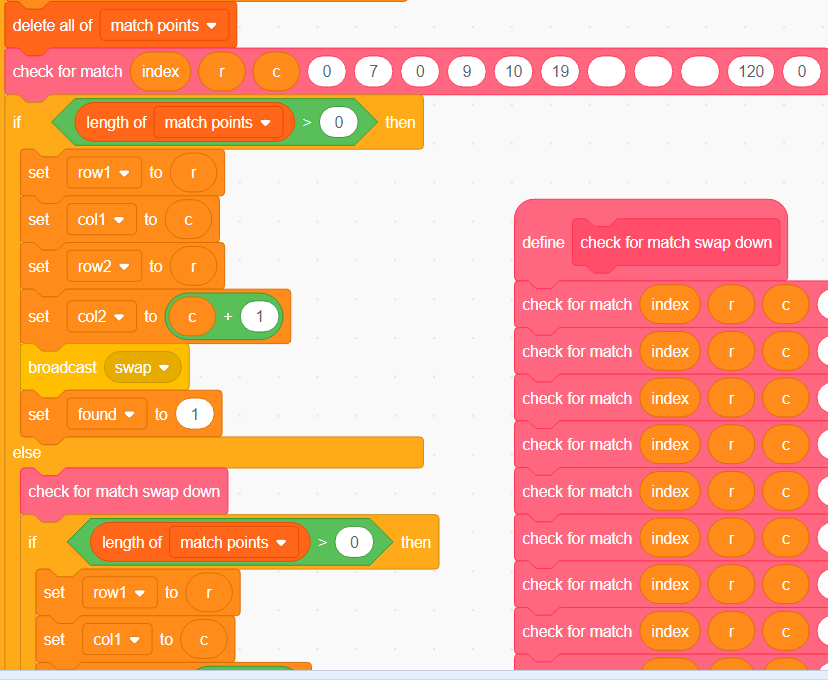 delete all of match points
check for match index r c 0 7 0 9 10 19 120 0
if length of match points > 0 then
set row1 to r
set col1 to c
set row2 to r
set col2 to c + 1
broadcast swap
set found to 1
else
check for match swap down
if length of match points > 0 then
set row1 to r
set col1 to c
define check for match swap down
check for match index r c
check for match index r c
check for match index r c
check for match index r c
check for match index r c
check for match index r c
check for match index r c
check for match index r c